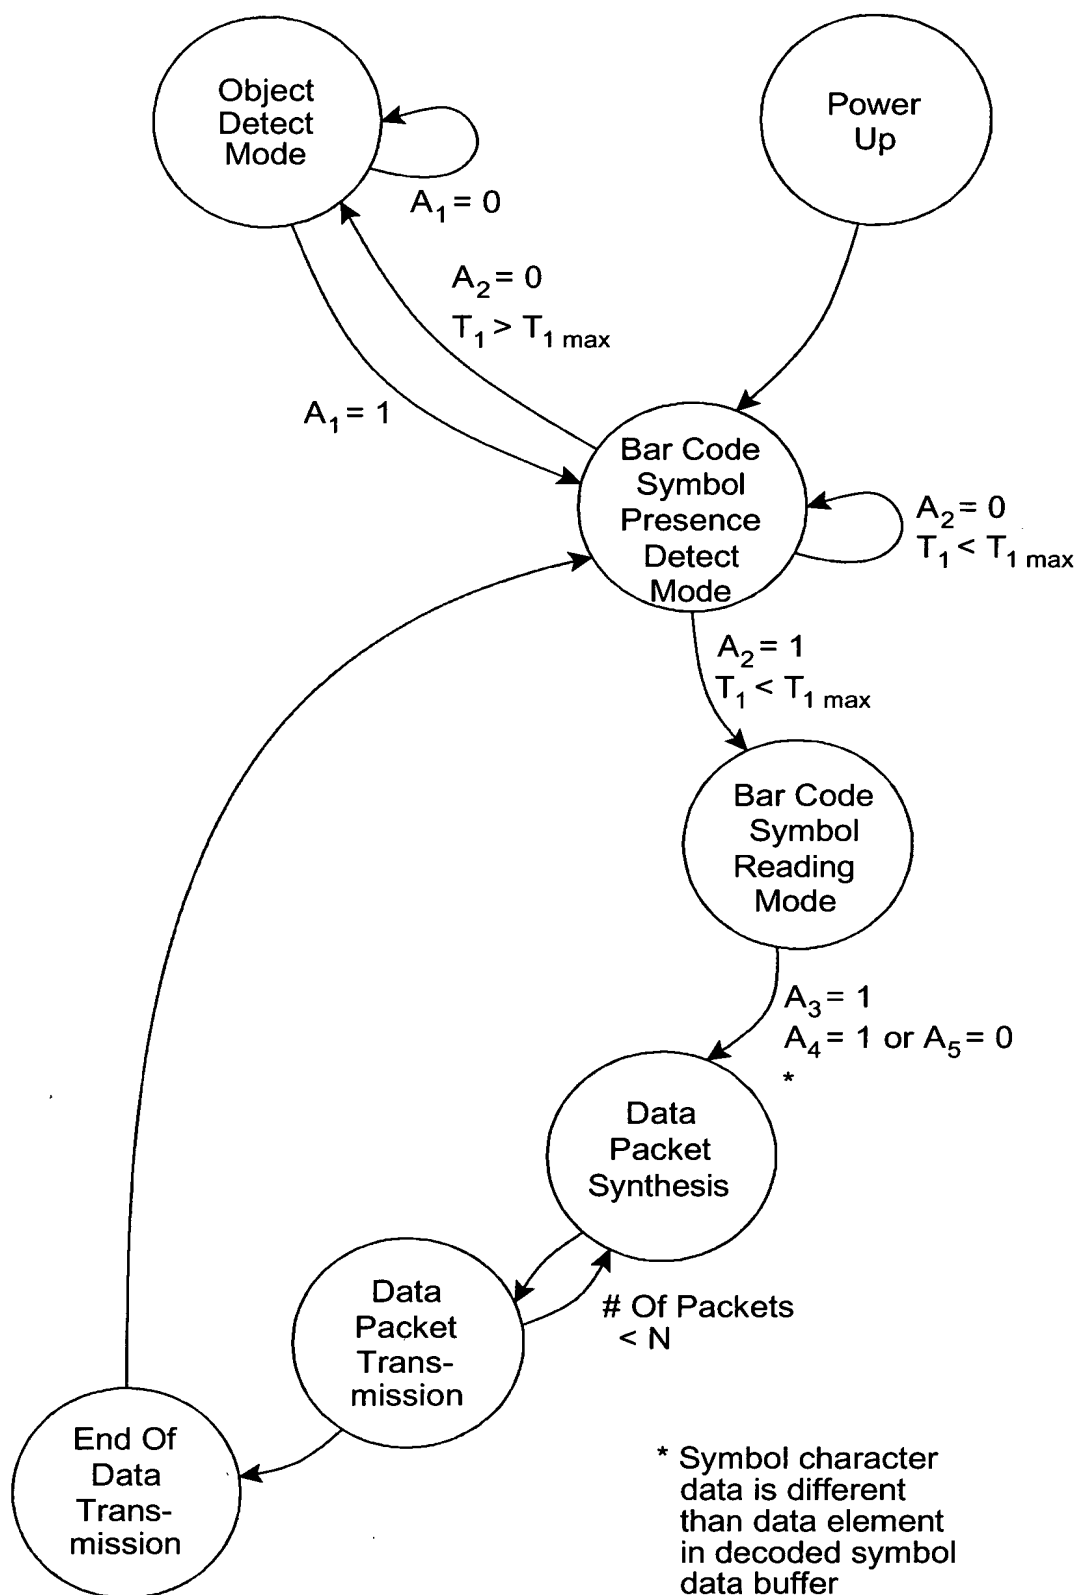 Object
Detect
Mode
Power
Up
A1 = 0
A2 = 0
T1 > T1 max
A1 = 1
Bar Code
Symbol
Presence
Detect
Mode
A2 = 0
T1 < T1 max
A2 = 1
T1 < T1 max
Bar Code
Symbol
Reading
Mode
A3 = 1
A4 = 1 or A5 = 0
*
Data
Packet
Synthesis
# Of Packets
< N
Data
Packet
Trans-
mission
End Of
Data
Trans-
mission
* Symbol character
data is different
than data element
in decoded symbol
data buffer